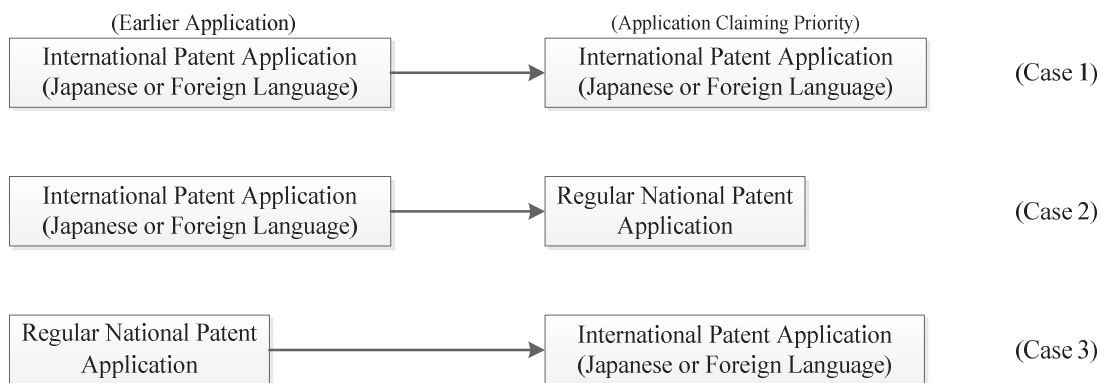 (Earlier Application)
(Application Claiming Priority)
International Patent Application
(Japanese or Foreign Language)
International Patent Application
(Japanese or Foreign Language)
(Case 1)
International Patent Application
(Japanese or Foreign Language)
Regular National Patent
Application
(Case 2)
Regular National Patent
Application
International Patent Application
(Japanese or Foreign Language)
(Case 3)